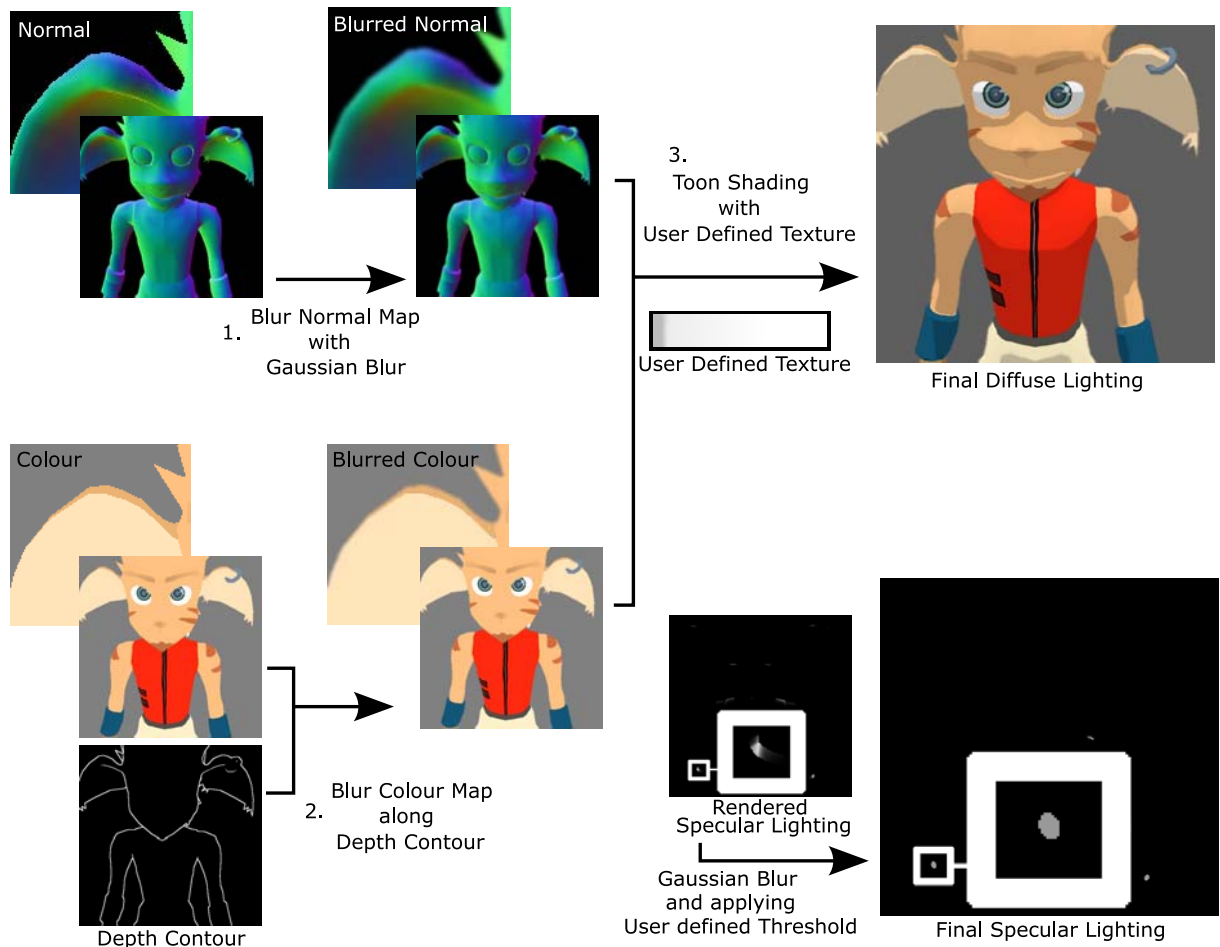 Normal
Blurred Normal
1.
Blur Normal Map
with
Gaussian Blur
3.
Toon Shading
with
User Defined Texture
User Defined Texture
Final Diffuse Lighting
Colour
Blurred Colour
2.
Blur Colour Map
along
Depth Contour
Depth Contour
Rendered
Specular Lighting
Gaussian Blur
and applying
User defined Threshold
Final Specular Lighting